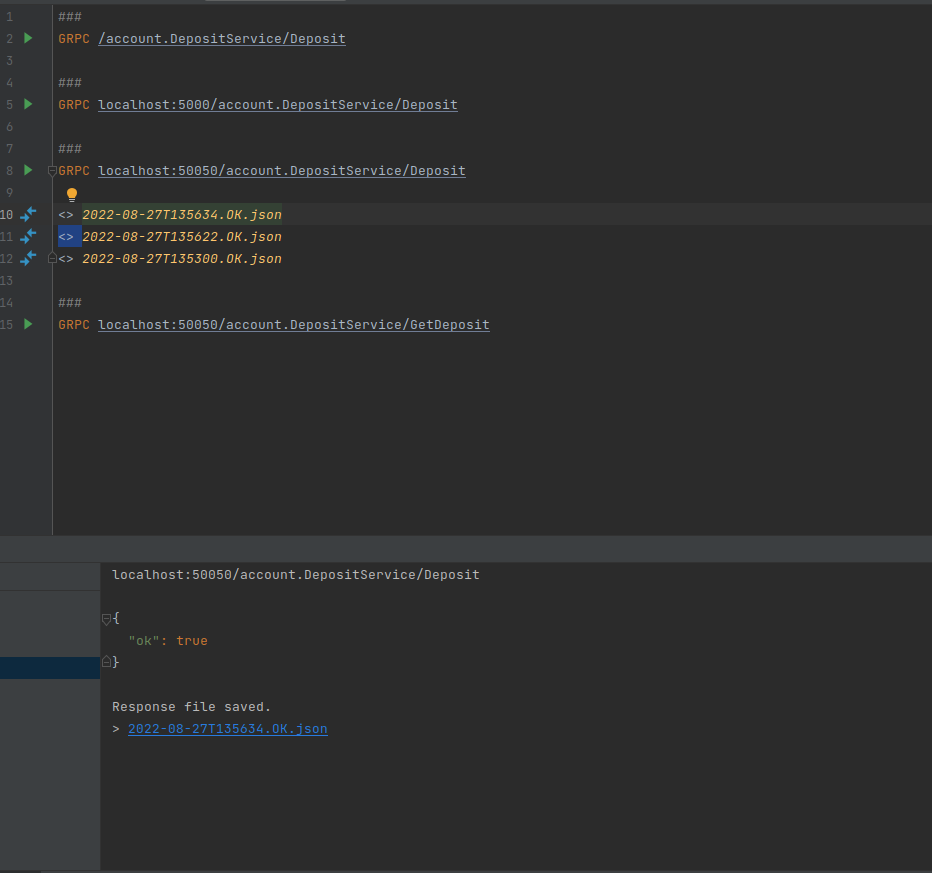 1 ###
2 GRPC /account.DepositService/Deposit
3
4 ###
5 GRPC localhost:5000/account.DepositService/Deposit
6
7 ###
8 GRPC localhost:50050/account.DepositService/Deposit
9
10 <> 2022-08-27T135634.OK.json
11 <> 2022-08-27T135622.OK.json
12 <> 2022-08-27T135300.OK.json
13
14 ###
15 GRPC localhost:50050/account.DepositService/GetDeposit
localhost:50050/account.DepositService/Deposit
{
"ok": true
}
Response file saved.
> 2022-08-27T135634.OK.json